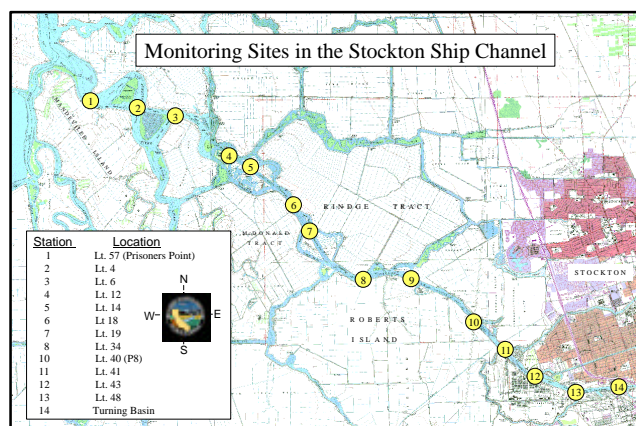 Monitoring Sites in the Stockton Ship Channel
1
2
3
4
5
6
7
8
9
10
11
12
13
14
MANDEVILLE ISLAND
RINDGE TRACT
McDONALD
TRACT
STOCKTON
ROBERTS
ISLAND
Station Location
1 Lt. 57 (Prisoners Point)
2 Lt. 4
3 Lt. 6
4 Lt. 12
5 Lt. 14
6 Lt 18
7 Lt. 19
8 Lt. 34
9 Lt. 34
10 Lt. 40 (P8)
11 Lt. 41
12 Lt. 43
13 Lt. 48
14 Turning Basin
N
W E
S